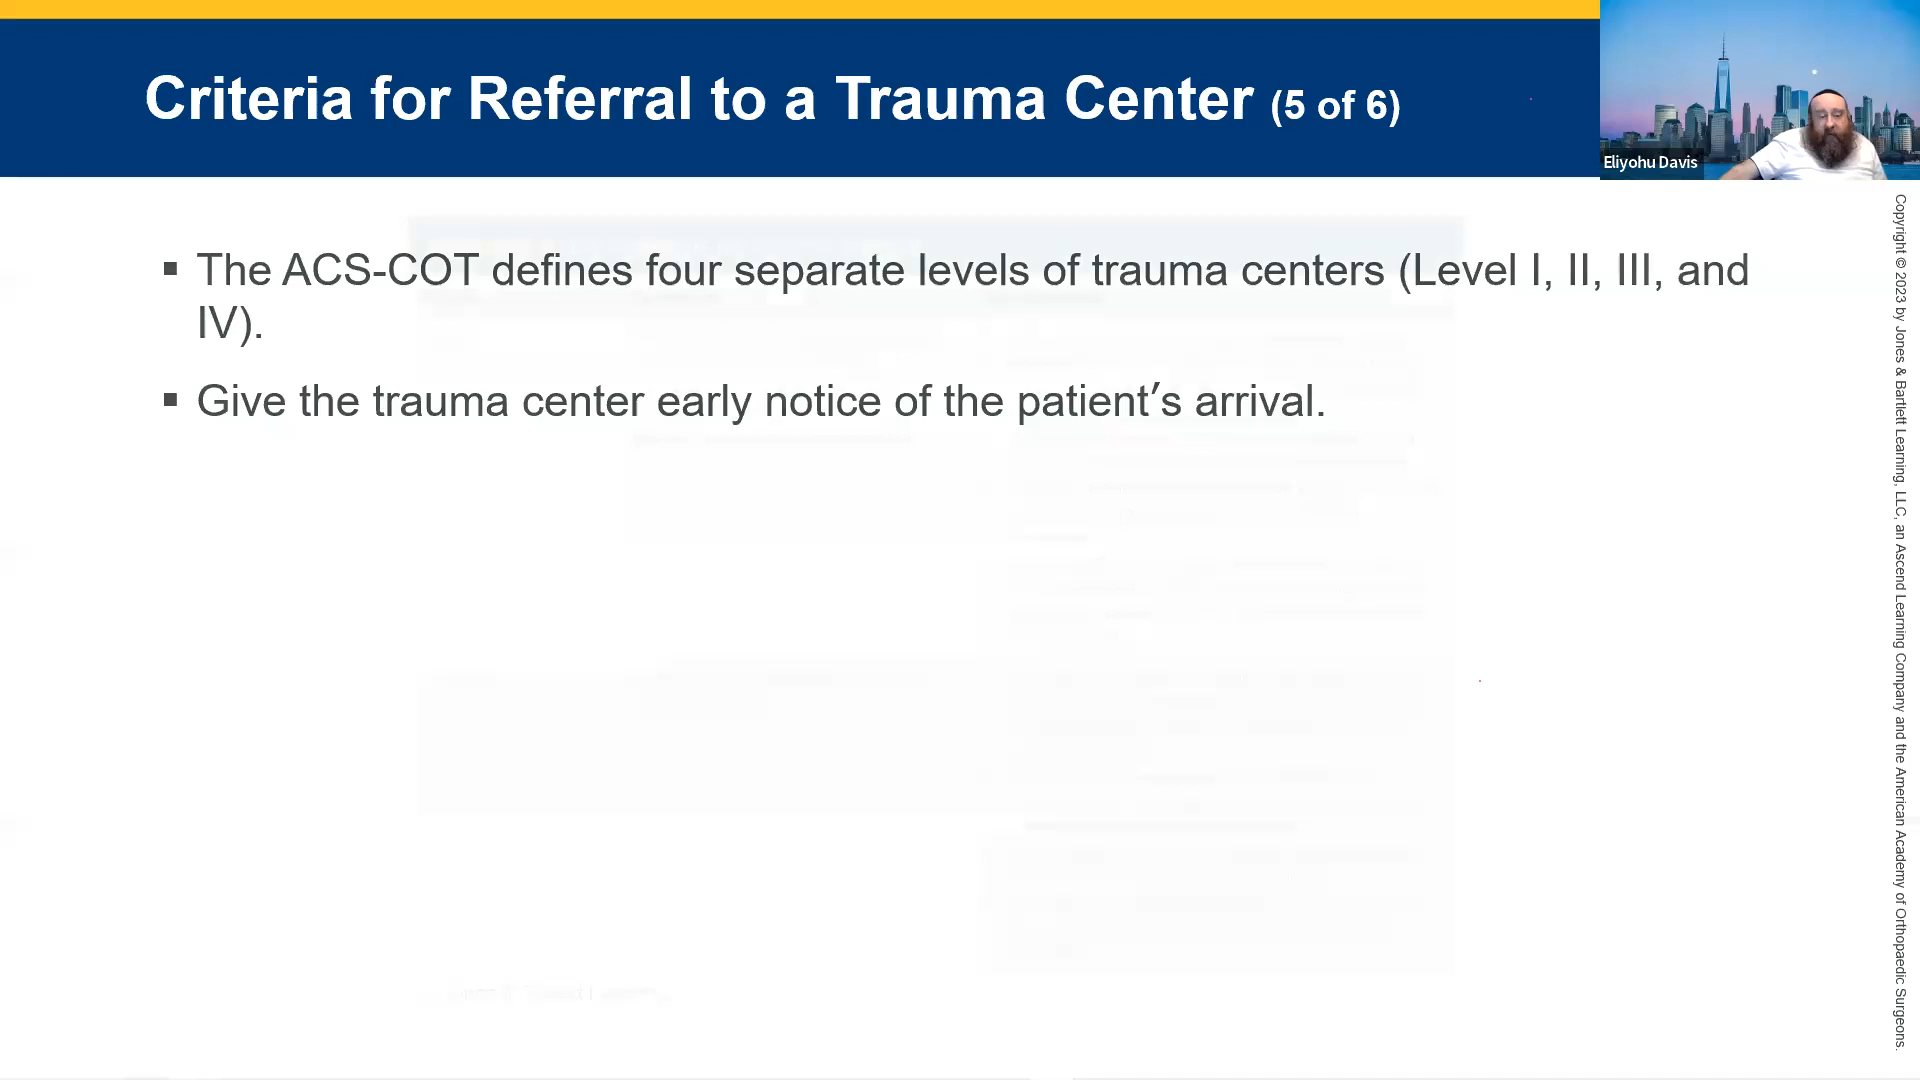 Criteria for Referral to a Trauma Center (5 of 6)
Eliyohu Davis
▪ The ACS-COT defines four separate levels of trauma centers (Level I, II, III, and
IV).
▪ Give the trauma center early notice of the patient’s arrival.
Copyright © 2023 by Jones & Bartlett Learning, LLC, an Ascend Learning Company and the American Academy of Orthopaedic Surgeons.